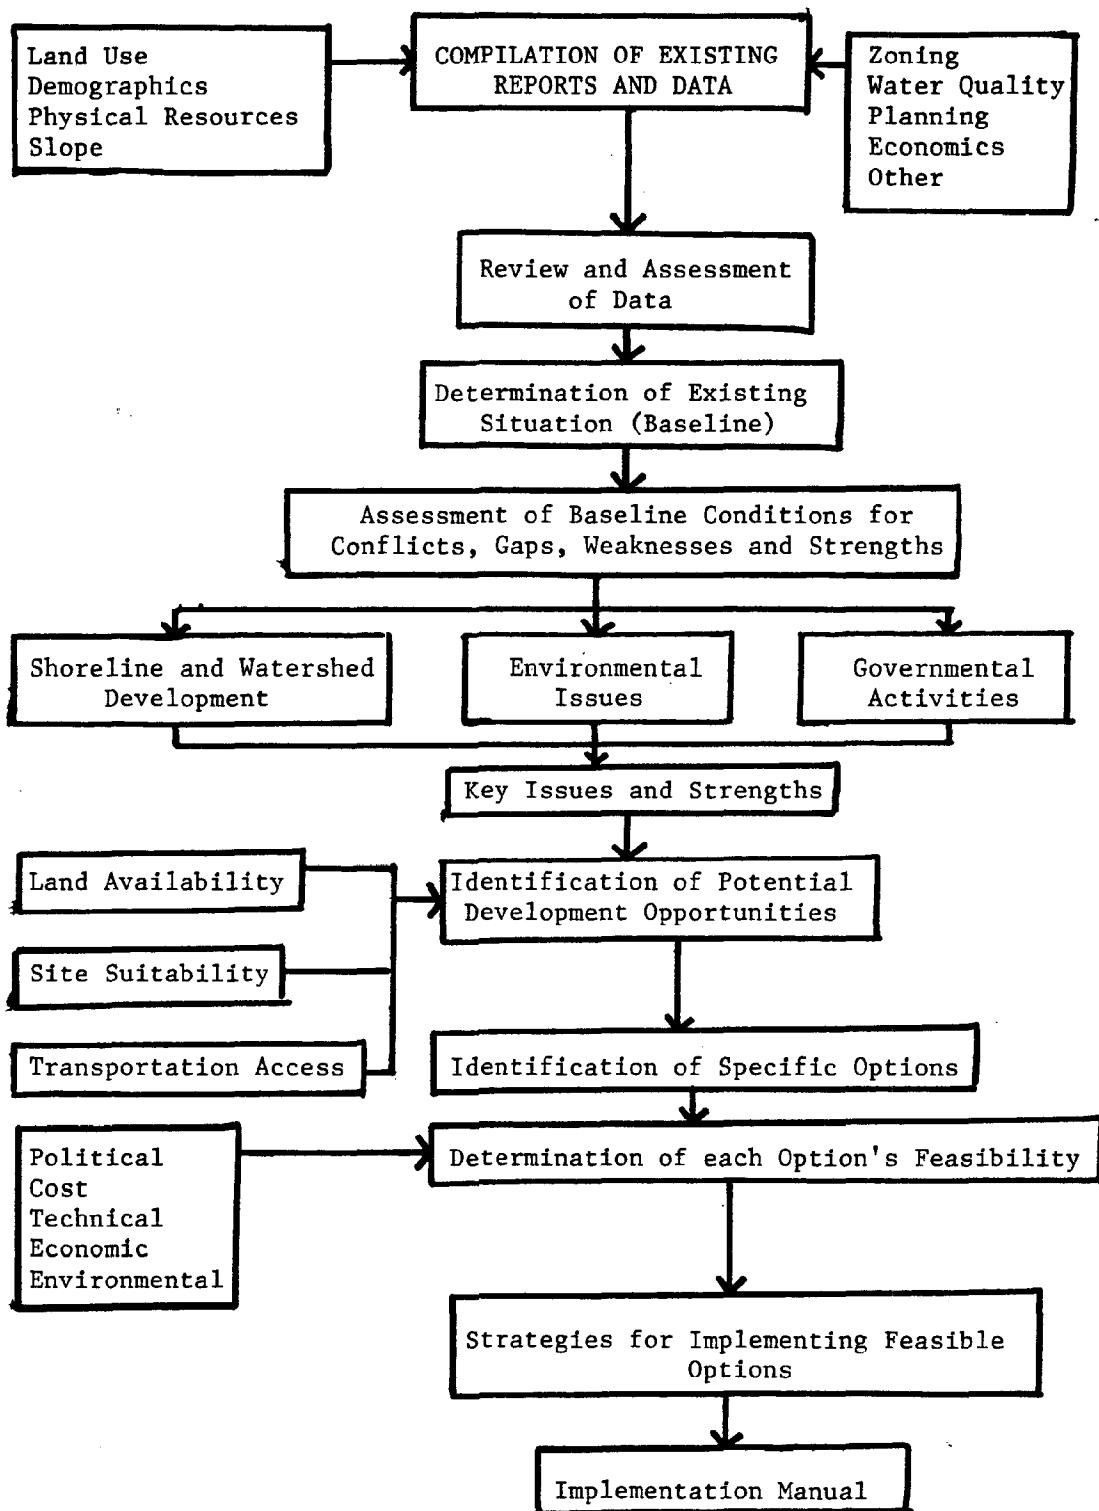 Land Use
Demographics
Physical Resources
Slope
COMPILATION OF EXISTING
REPORTS AND DATA
Zoning
Water Quality
Planning
Economics
Other
Review and Assessment
of Data
Determination of Existing
Situation (Baseline)
Assessment of Baseline Conditions for
Conflicts, Gaps, Weaknesses and Strengths
Shoreline and Watershed
Development
Environmental
Issues
Governmental
Activities
Key Issues and Strengths
Land Availability
Site Suitability
Transportation Access
Identification of Potential
Development Opportunities
Identification of Specific Options
Political
Cost
Technical
Economic
Environmental
Determination of each Option's Feasibility
Strategies for Implementing Feasible
Options
Implementation Manual